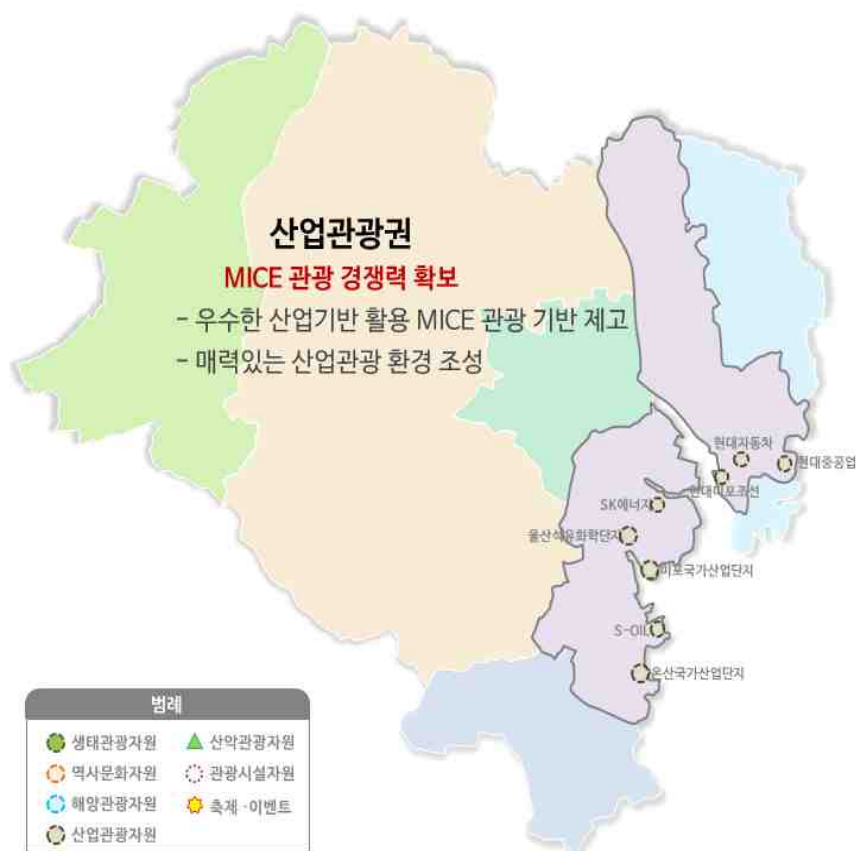 산업관광권
MICE 관광 경쟁력 확보
- 우수한 산업기반 활용 MICE 관광 기반 제고
- 매력있는 산업관광 환경 조성
현대자동차
현대중공업
현대미포조선
SK에너지
울산석유화학단지
미포국가산업단지
S-OIL
온산국가산업단지
범례
생태관광자원 산악관광자원
역사문화자원 관광시설자원
해양관광자원 축제·이벤트
산업관광자원